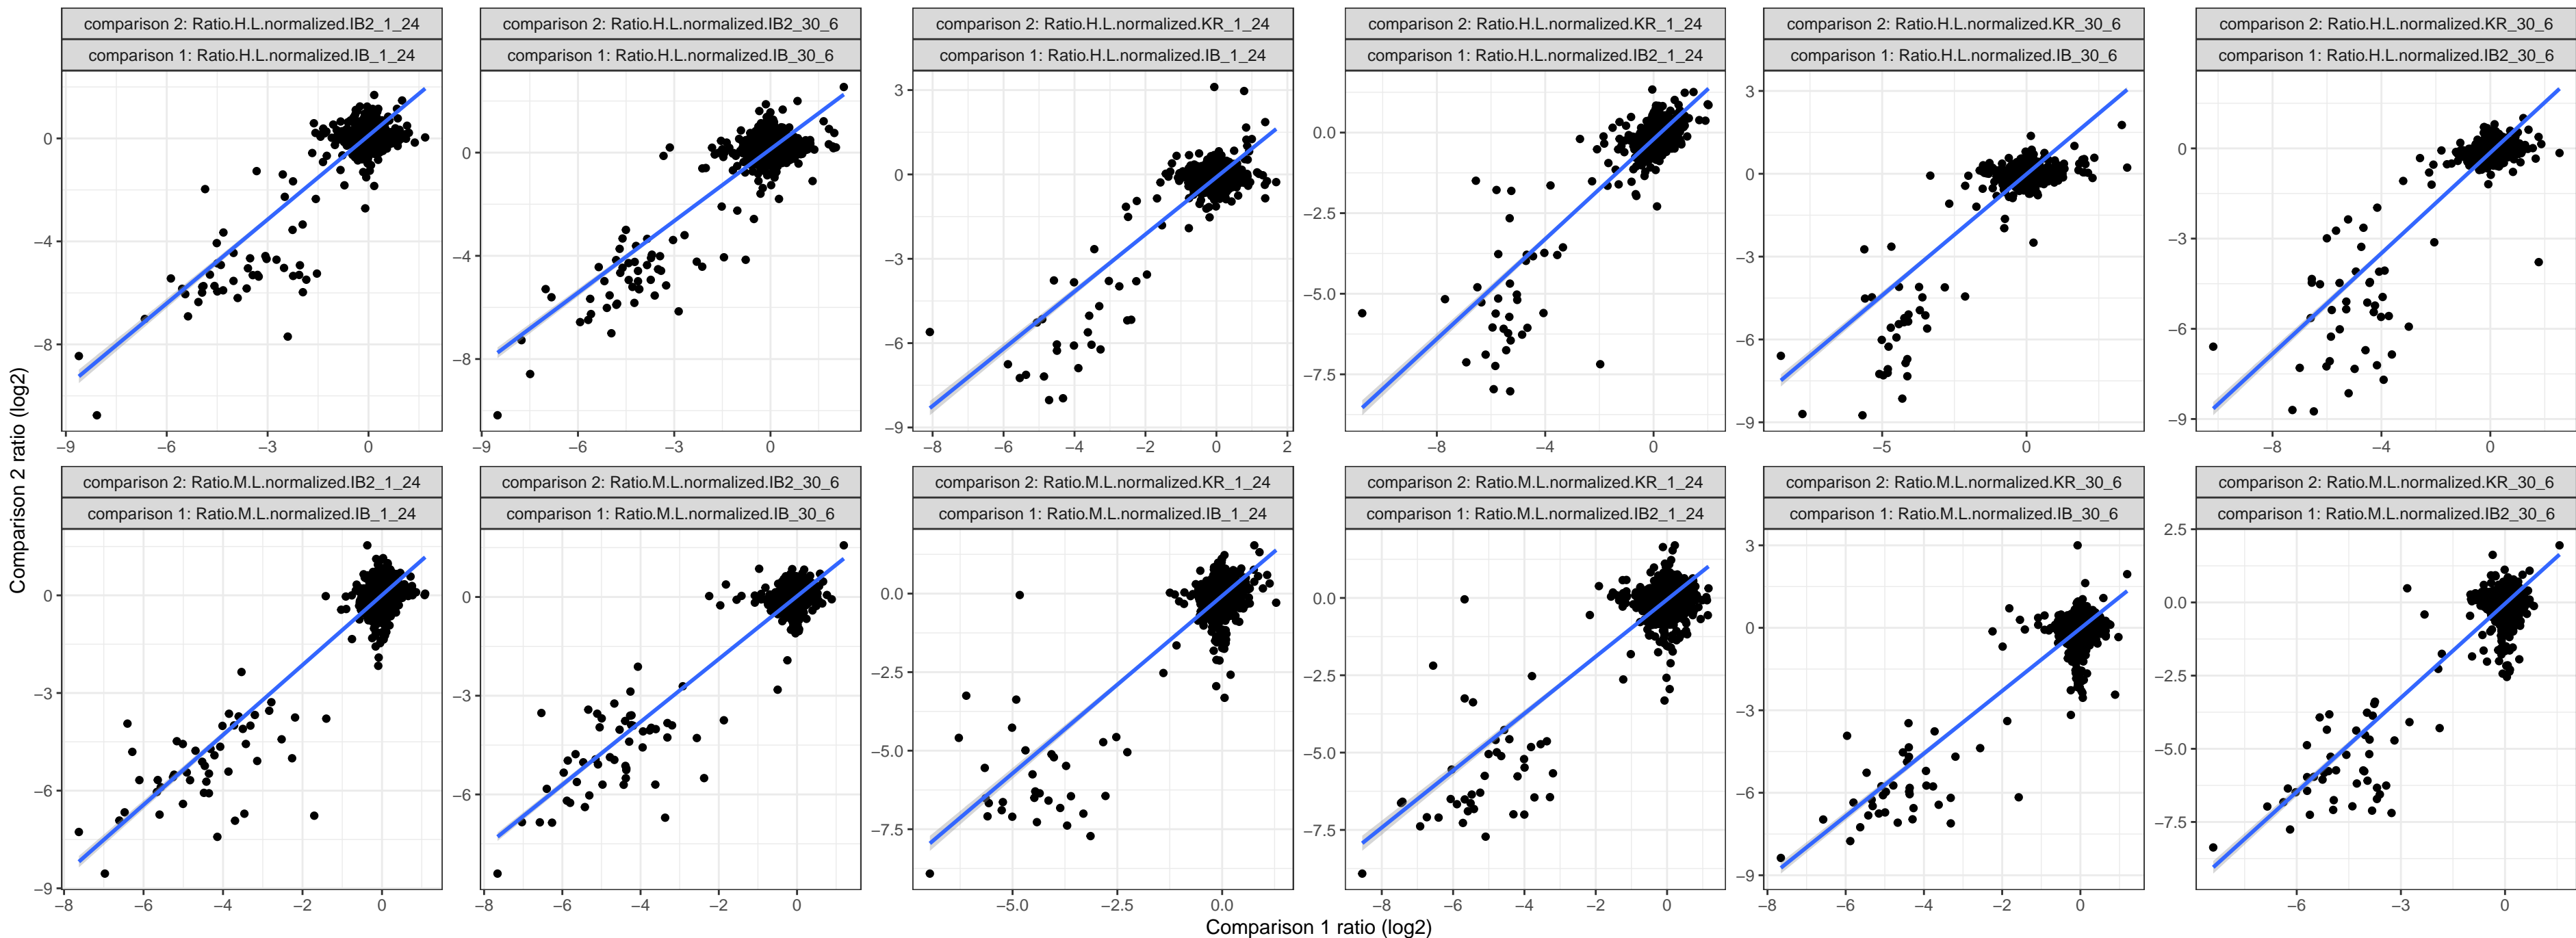 comparison 2: Ratio.H.L.normalized.IB2_1_24
comparison 1: Ratio.H.L.normalized.IB_1_24
comparison 2: Ratio.H.L.normalized.IB2_30_6
comparison 1: Ratio.H.L.normalized.IB_30_6
comparison 2: Ratio.H.L.normalized.KR_1_24
comparison 1: Ratio.H.L.normalized.IB_1_24
comparison 2: Ratio.H.L.normalized.KR_1_24
comparison 1: Ratio.H.L.normalized.IB2_1_24
comparison 2: Ratio.H.L.normalized.KR_30_6
comparison 1: Ratio.H.L.normalized.IB_30_6
comparison 2: Ratio.H.L.normalized.KR_30_6
comparison 1: Ratio.H.L.normalized.IB2_30_6
0
−4
−8
−9 −6 −3 0
0
−4
−8
−9 −6 −3 0
3
0
−3
−6
−9
−8 −6 −4 −2 0 2
0.0
−2.5
−5.0
−7.5
−8 −4 0
3
0
−3
−6
−9
−5 0
0
−3
−6
−9
−8 −4 0
comparison 2: Ratio.M.L.normalized.IB2_1_24
comparison 1: Ratio.M.L.normalized.IB_1_24
comparison 2: Ratio.M.L.normalized.IB2_30_6
comparison 1: Ratio.M.L.normalized.IB_30_6
comparison 2: Ratio.M.L.normalized.KR_1_24
comparison 1: Ratio.M.L.normalized.IB_1_24
comparison 2: Ratio.M.L.normalized.KR_1_24
comparison 1: Ratio.M.L.normalized.IB2_1_24
comparison 2: Ratio.M.L.normalized.KR_30_6
comparison 1: Ratio.M.L.normalized.IB_30_6
comparison 2: Ratio.M.L.normalized.KR_30_6
comparison 1: Ratio.M.L.normalized.IB2_30_6
0
−3
−6
−9
−8 −6 −4 −2 0
0
−3
−6
−8 −6 −4 −2 0
0.0
−2.5
−5.0
−7.5
−5.0 −2.5 0.0
0.0
−2.5
−5.0
−7.5
−8 −6 −4 −2 0
3
0
−3
−6
−9
−8 −6 −4 −2 0
2.5
0.0
−2.5
−5.0
−7.5
−6 −3 0
Comparison 2 ratio (log2)
Comparison 1 ratio (log2)